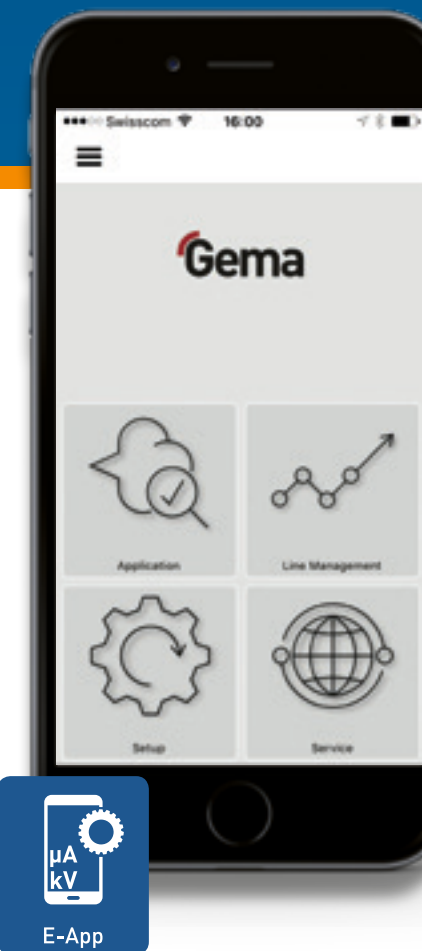 Swisscom 16:00
Gema
Application Line Management
Setup Service
µA
kV
E-App